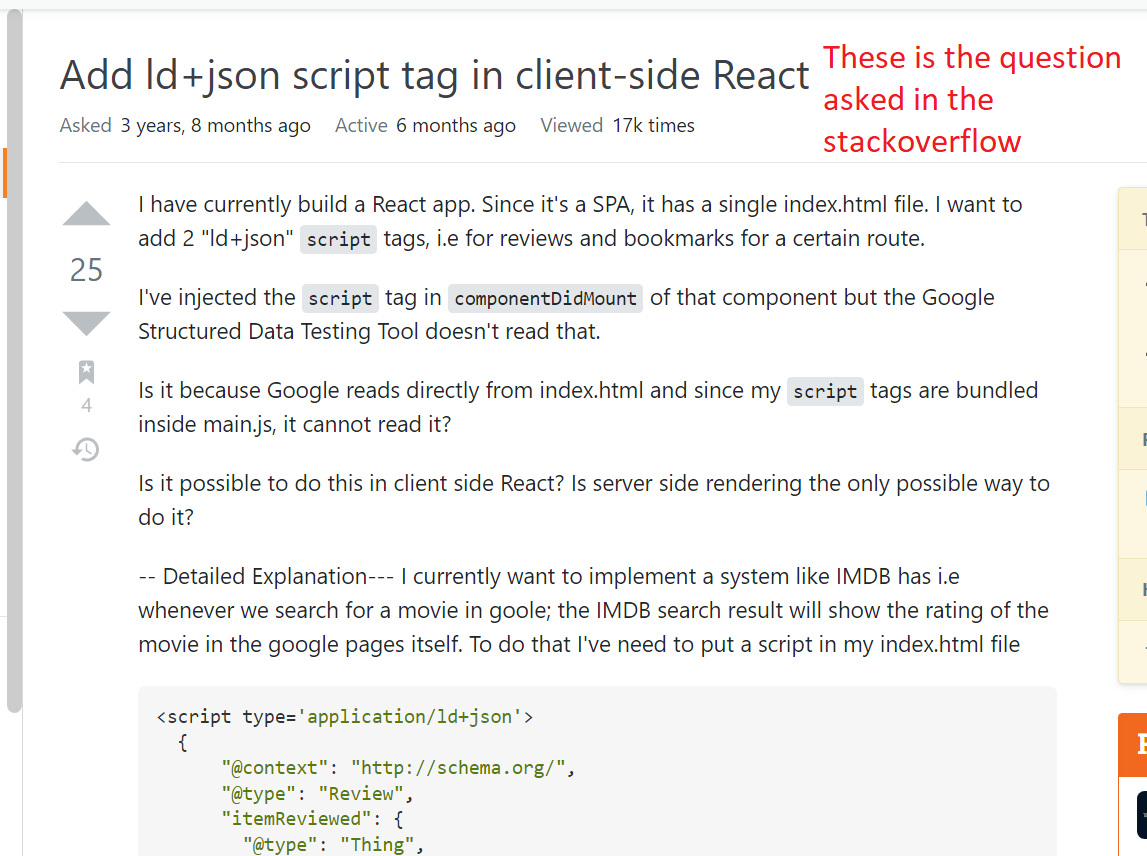 Add ld+json script tag in client-side React
These is the question
asked in the
stackoverflow
Asked 3 years, 8 months ago Active 6 months ago Viewed 17k times
I have currently build a React app. Since it's a SPA, it has a single index.html file. I want to
add 2 "ld+json" script tags, i.e for reviews and bookmarks for a certain route.
25
I've injected the script tag in componentDidMount of that component but the Google
Structured Data Testing Tool doesn't read that.
4
Is it because Google reads directly from index.html and since my script tags are bundled
inside main.js, it cannot read it?
Is it possible to do this in client side React? Is server side rendering the only possible way to
do it?
-- Detailed Explanation--- I currently want to implement a system like IMDB has i.e
whenever we search for a movie in goole; the IMDB search result will show the rating of the
movie in the google pages itself. To do that I've need to put a script in my index.html file
<script type='application/ld+json'>
{
"@context": "http://schema.org/",
"@type": "Review",
"itemReviewed": {
"@type": "Thing",